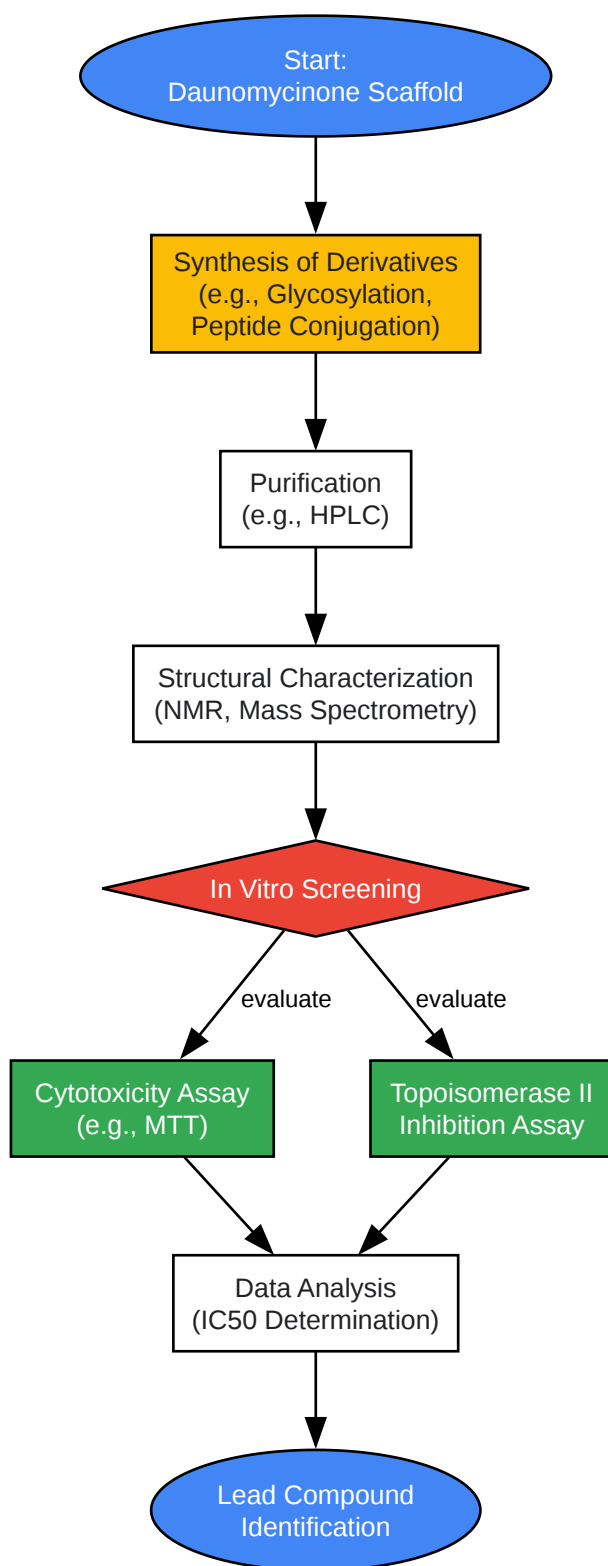 Start:
Daunomycinone Scaffold
Synthesis of Derivatives
(e.g., Glycosylation,
Peptide Conjugation)
Purification
(e.g., HPLC)
Structural Characterization
(NMR, Mass Spectrometry)
In Vitro Screening
evaluate
evaluate
Cytotoxicity Assay
(e.g., MTT)
Topoisomerase II
Inhibition Assay
Data Analysis
(IC50 Determination)
Lead Compound
Identification